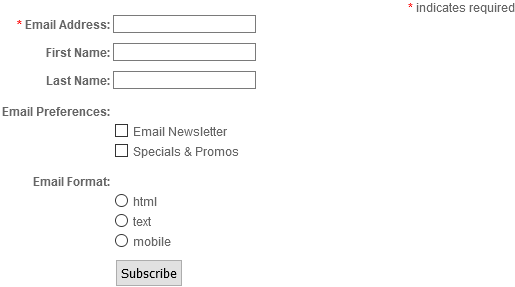 * indicates required
* Email Address:
First Name:
Last Name:
Email Preferences:
Email Newsletter
Specials & Promos
Email Format:
html
text
mobile
Subscribe